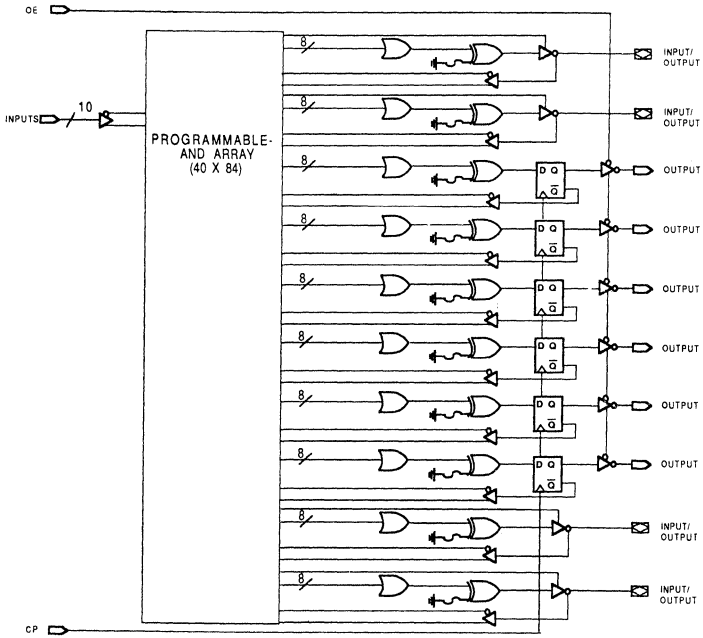 OE
8
INPUT/
OUTPUT
10
INPUTS
8
INPUT/
OUTPUT
PROGRAMMABLE-
AND ARRAY
(40 X 84)
8
D Q
Q̅
OUTPUT
8
D Q
Q̅
OUTPUT
8
D Q
Q̅
OUTPUT
8
D Q
Q̅
OUTPUT
8
D Q
Q̅
OUTPUT
8
D Q
Q̅
OUTPUT
8
INPUT/
OUTPUT
8
INPUT/
OUTPUT
CP